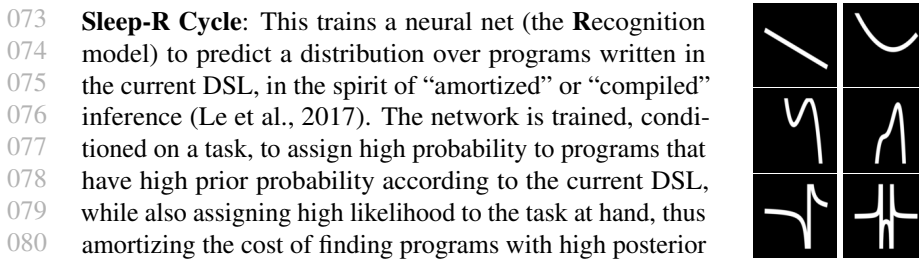 073 Sleep-R Cycle: This trains a neural net (the Recognition
074 model) to predict a distribution over programs written in
075 the current DSL, in the spirit of “amortized” or “compiled”
076 inference (Le et al., 2017). The network is trained, condi-
077 tioned on a task, to assign high probability to programs that
078 have high prior probability according to the current DSL,
079 while also assigning high likelihood to the task at hand, thus
080 amortizing the cost of finding programs with high posterior